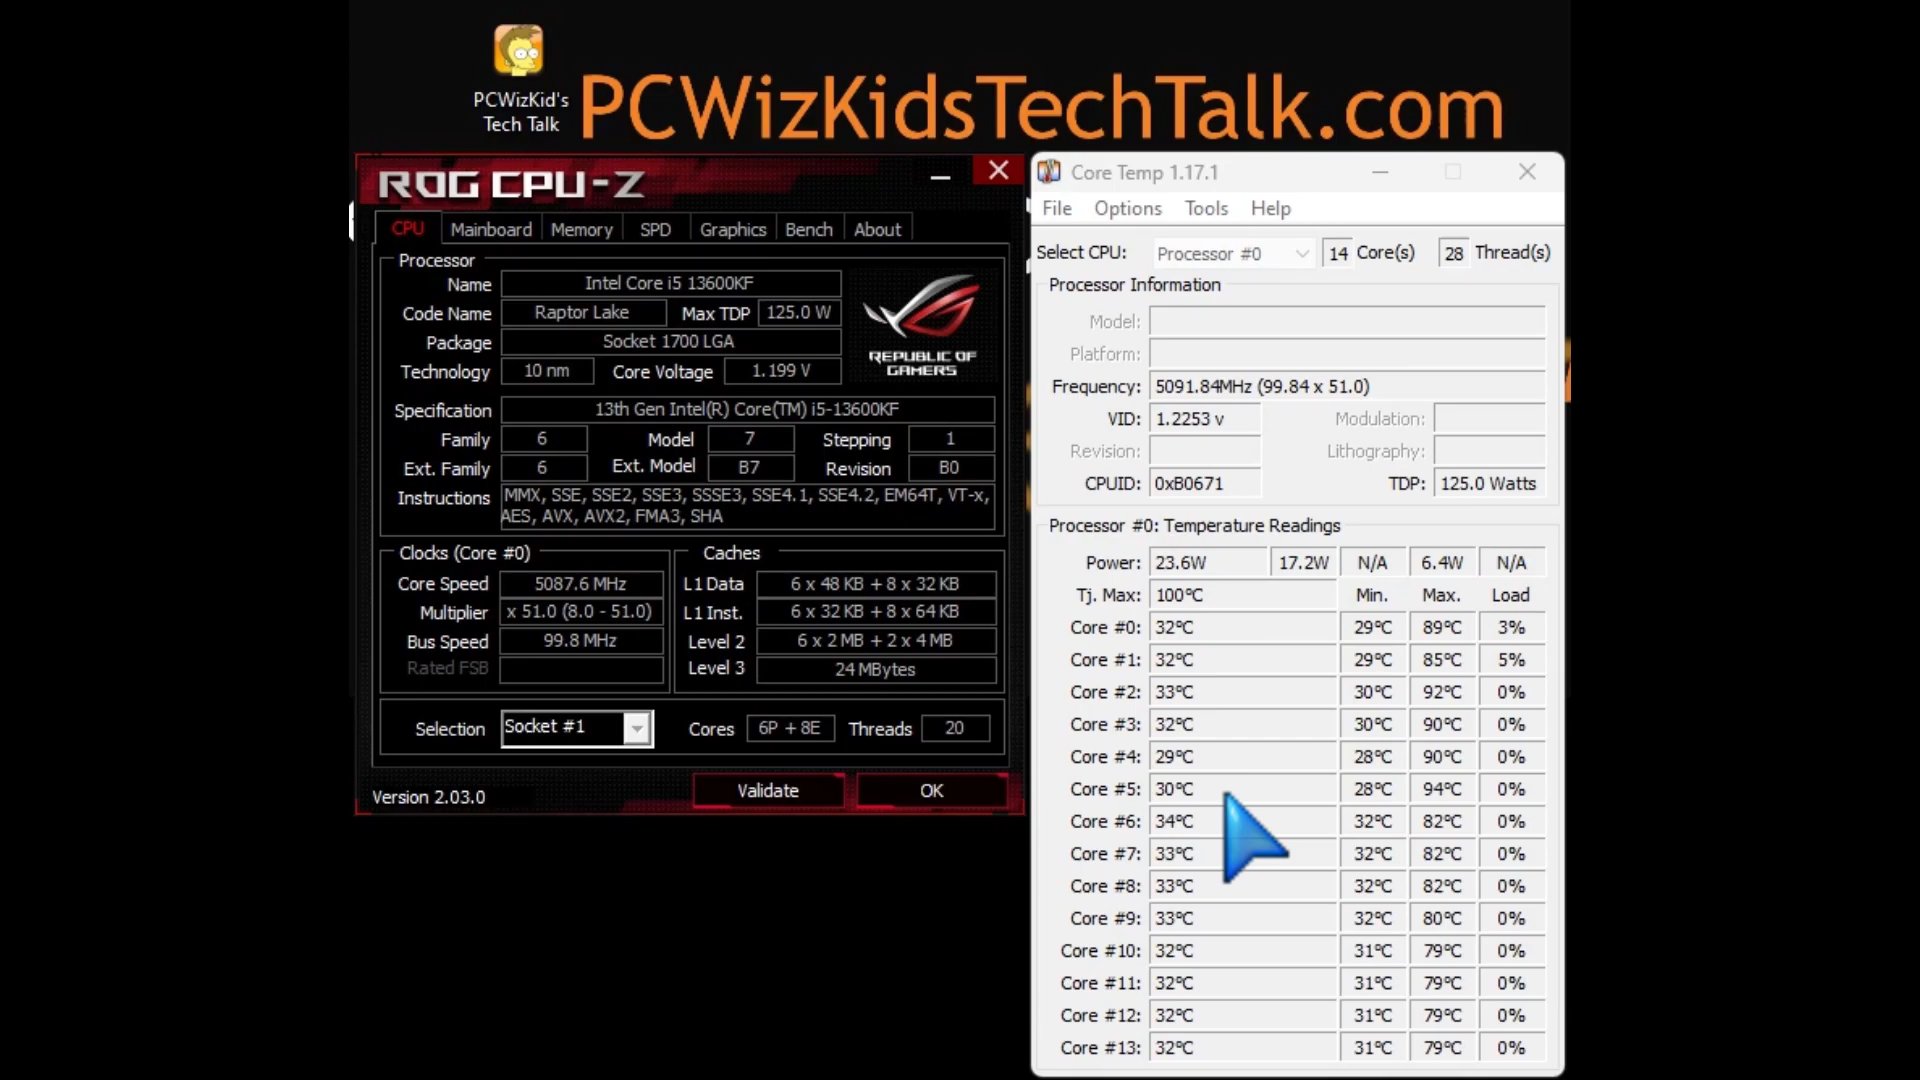 PCWizKid's
Tech Talk
PCWizKidsTechTalk.com
ROG CPU-Z
CPU Mainboard Memory SPD Graphics Bench About
Processor
Name Intel Core i5 13600KF
Code Name Raptor Lake Max TDP 125.0 W
Package Socket 1700 LGA
Technology 10 nm Core Voltage 1.199 V
REPUBLIC OF
GAMERS
Specification 13th Gen Intel(R) Core(TM) i5-13600KF
Family 6 Model 7 Stepping 1
Ext. Family 6 Ext. Model B7 Revision B0
Instructions MMX, SSE, SSE2, SSE3, SSSE3, SSE4.1, SSE4.2, EM64T, VT-x,
AES, AVX, AVX2, FMA3, SHA
Clocks (Core #0)
Core Speed 5087.6 MHz
Multiplier x 51.0 (8.0 - 51.0)
Bus Speed 99.8 MHz
Rated FSB
Caches
L1 Data 6 x 48 KB + 8 x 32 KB
L1 Inst. 6 x 32 KB + 8 x 64 KB
Level 2 6 x 2 MB + 2 x 4 MB
Level 3 24 MBytes
Selection Socket #1 Cores 6P + 8E Threads 20
Version 2.03.0 Validate OK
Core Temp 1.17.1
File Options Tools Help
Select CPU: Processor #0 14 Core(s) 28 Thread(s)
Processor Information
Model:
Platform:
Frequency: 5091.84MHz (99.84 x 51.0)
VID: 1.2253 v Modulation:
Revision: Lithography:
CPUID: 0xB0671 TDP: 125.0 Watts
Processor #0: Temperature Readings
Power: 23.6W 17.2W N/A 6.4W N/A
Tj. Max: 100°C Min. Max. Load
Core #0: 32°C 29°C 89°C 3%
Core #1: 32°C 29°C 85°C 5%
Core #2: 33°C 30°C 92°C 0%
Core #3: 32°C 30°C 90°C 0%
Core #4: 29°C 28°C 90°C 0%
Core #5: 30°C 28°C 94°C 0%
Core #6: 34°C 32°C 82°C 0%
Core #7: 33°C 32°C 82°C 0%
Core #8: 33°C 32°C 82°C 0%
Core #9: 33°C 32°C 80°C 0%
Core #10: 32°C 31°C 79°C 0%
Core #11: 32°C 31°C 79°C 0%
Core #12: 32°C 31°C 79°C 0%
Core #13: 32°C 31°C 79°C 0%